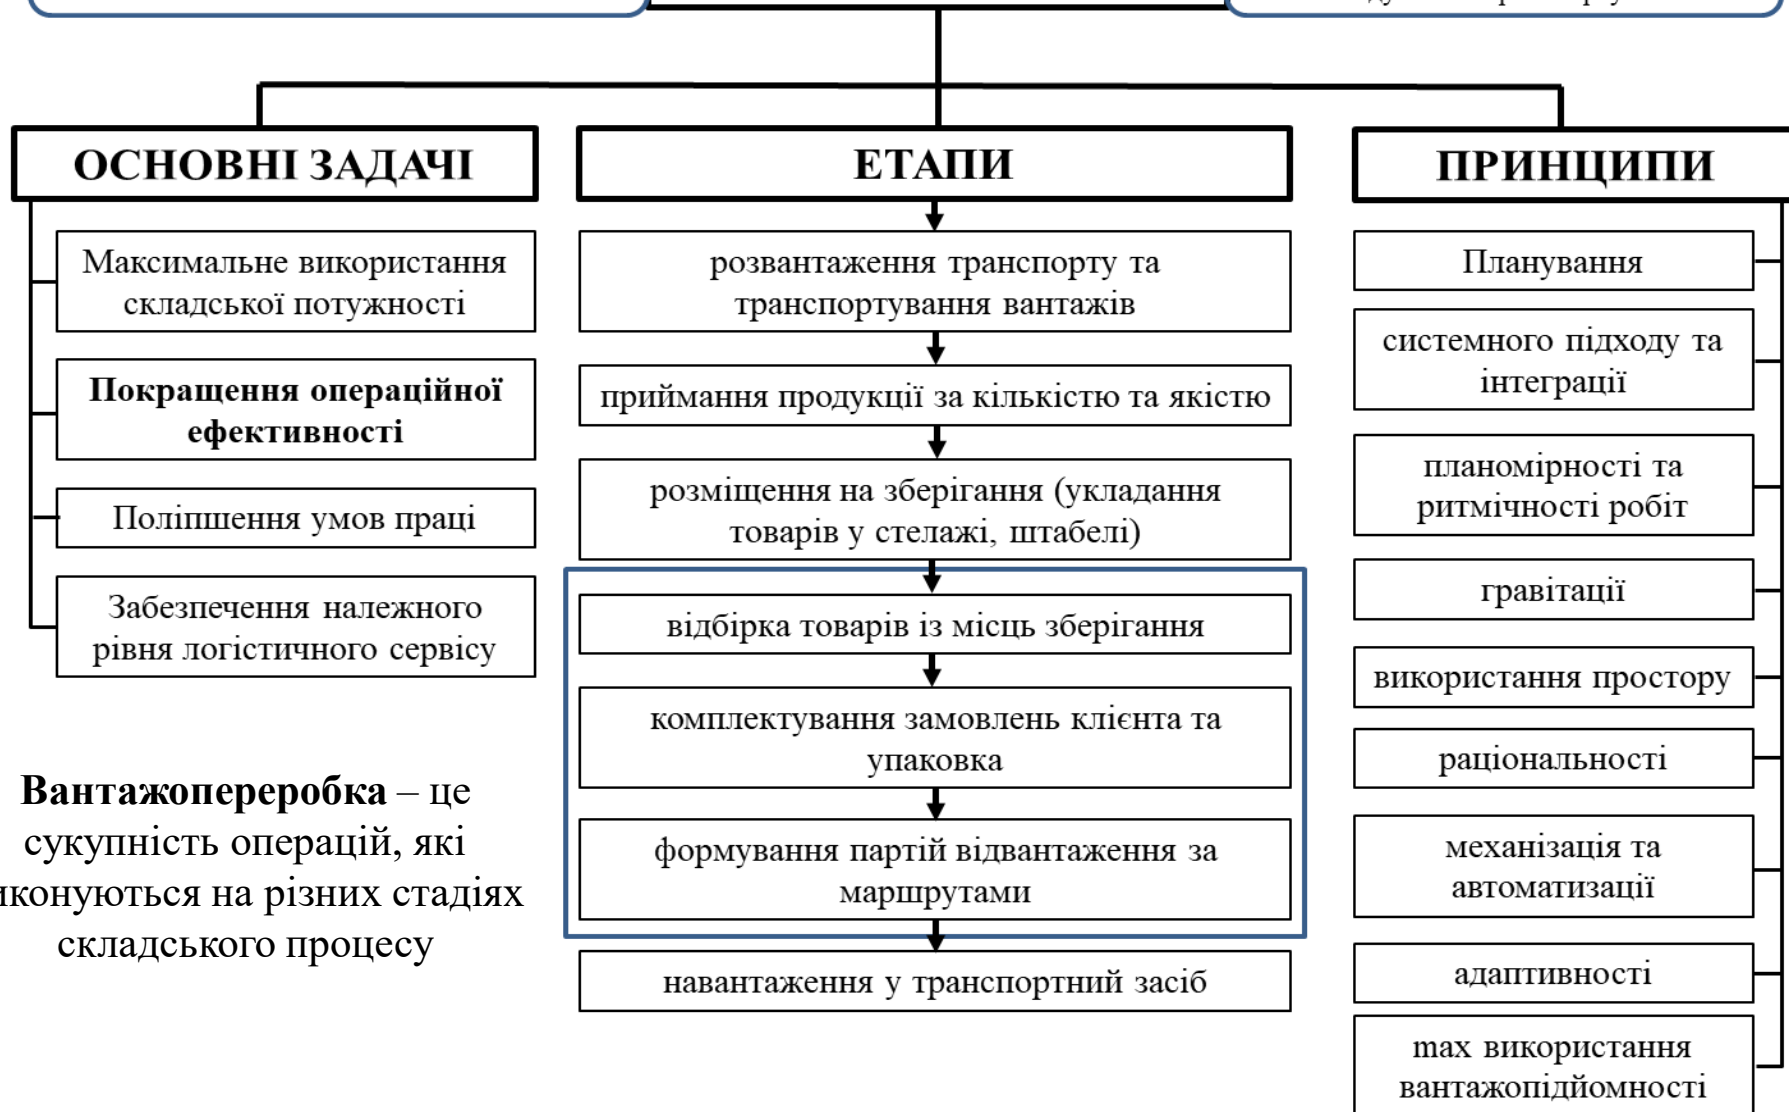 ОСНОВНІ ЗАДАЧІ
Максимальне використання
складської потужності
Покращення операційної
ефективності
Поліпшення умов праці
Забезпечення належного
рівня логістичного сервісу
Вантажопереробка – це
сукупність операцій, які
иконуються на різних стадіях
складського процесу
ЕТАПИ
розвантаження транспорту та
транспортування вантажів
приймання продукції за кількістю та якістю
розміщення на зберігання (укладання
товарів у стелажі, штабелі)
відбірка товарів із місць зберігання
комплектування замовлень клієнта та
упаковка
формування партій відвантаження за
маршрутами
навантаження у транспортний засіб
ПРИНЦИПИ
Планування
системного підходу та
інтеграції
планомірності та
ритмічності робіт
гравітації
використання простору
раціональності
механізація та
автоматизації
адаптивності
max використання
вантажопідйомності